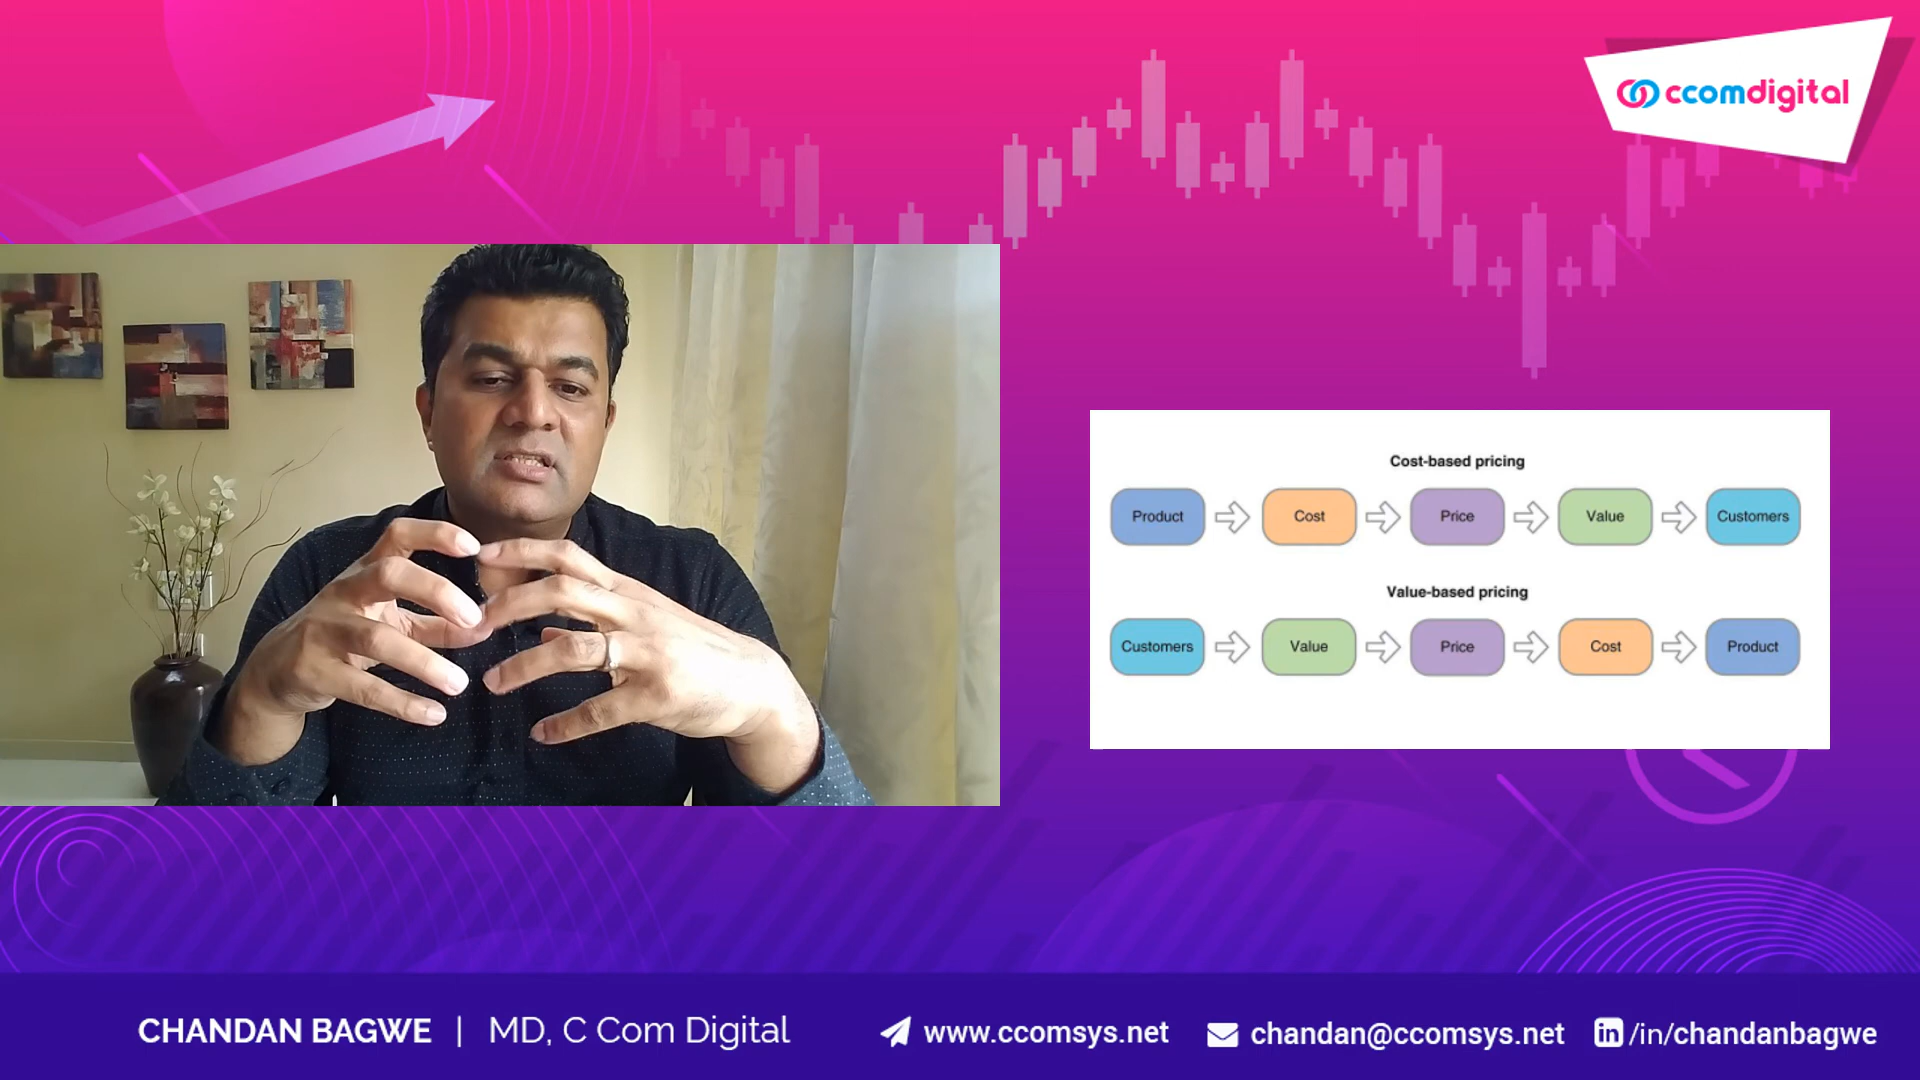 ccomdigital
Cost-based pricing
Product Cost Price Value Customers
Value-based pricing
Customers Value Price Cost Product
CHANDAN BAGWE | MD, C Com Digital www.ccomsys.net chandan@ccomsys.net in /in/chandanbagwe